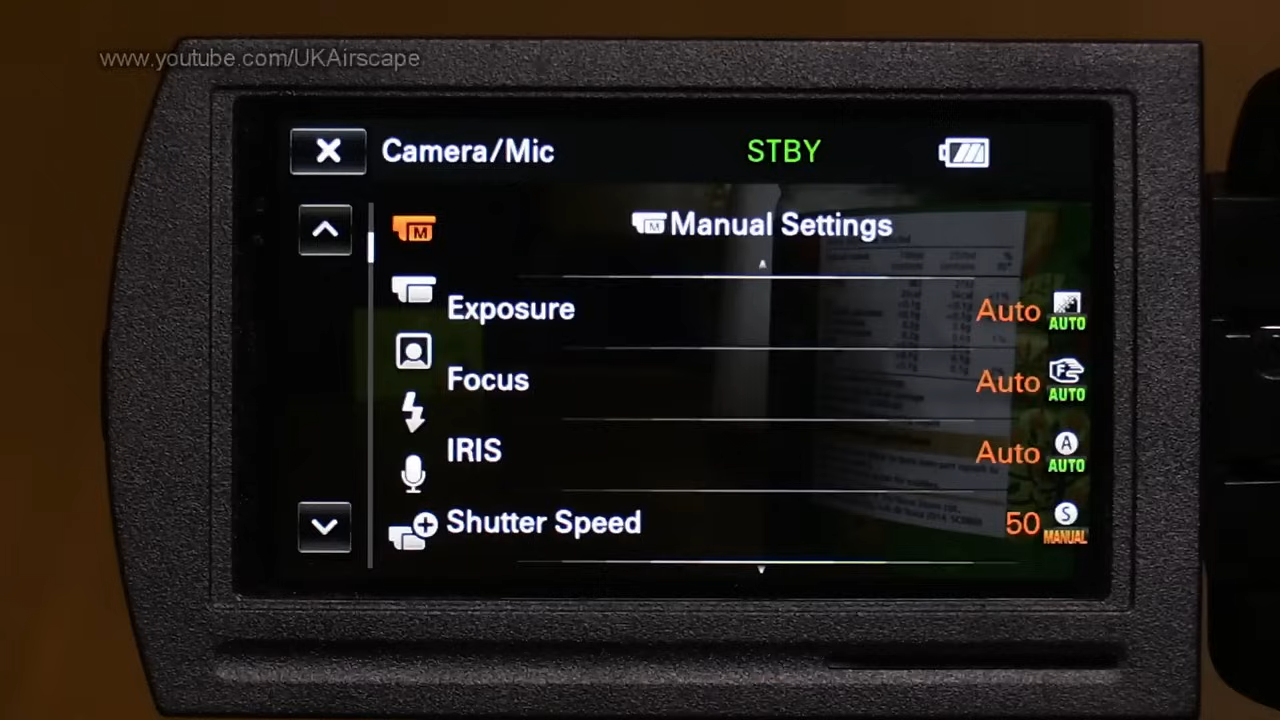 www.youtube.com/UKAirscape
Camera/Mic STBY
M M Manual Settings
Exposure Auto AUTO
Focus Auto F AUTO
IRIS Auto A AUTO
Shutter Speed 50 S MANUAL